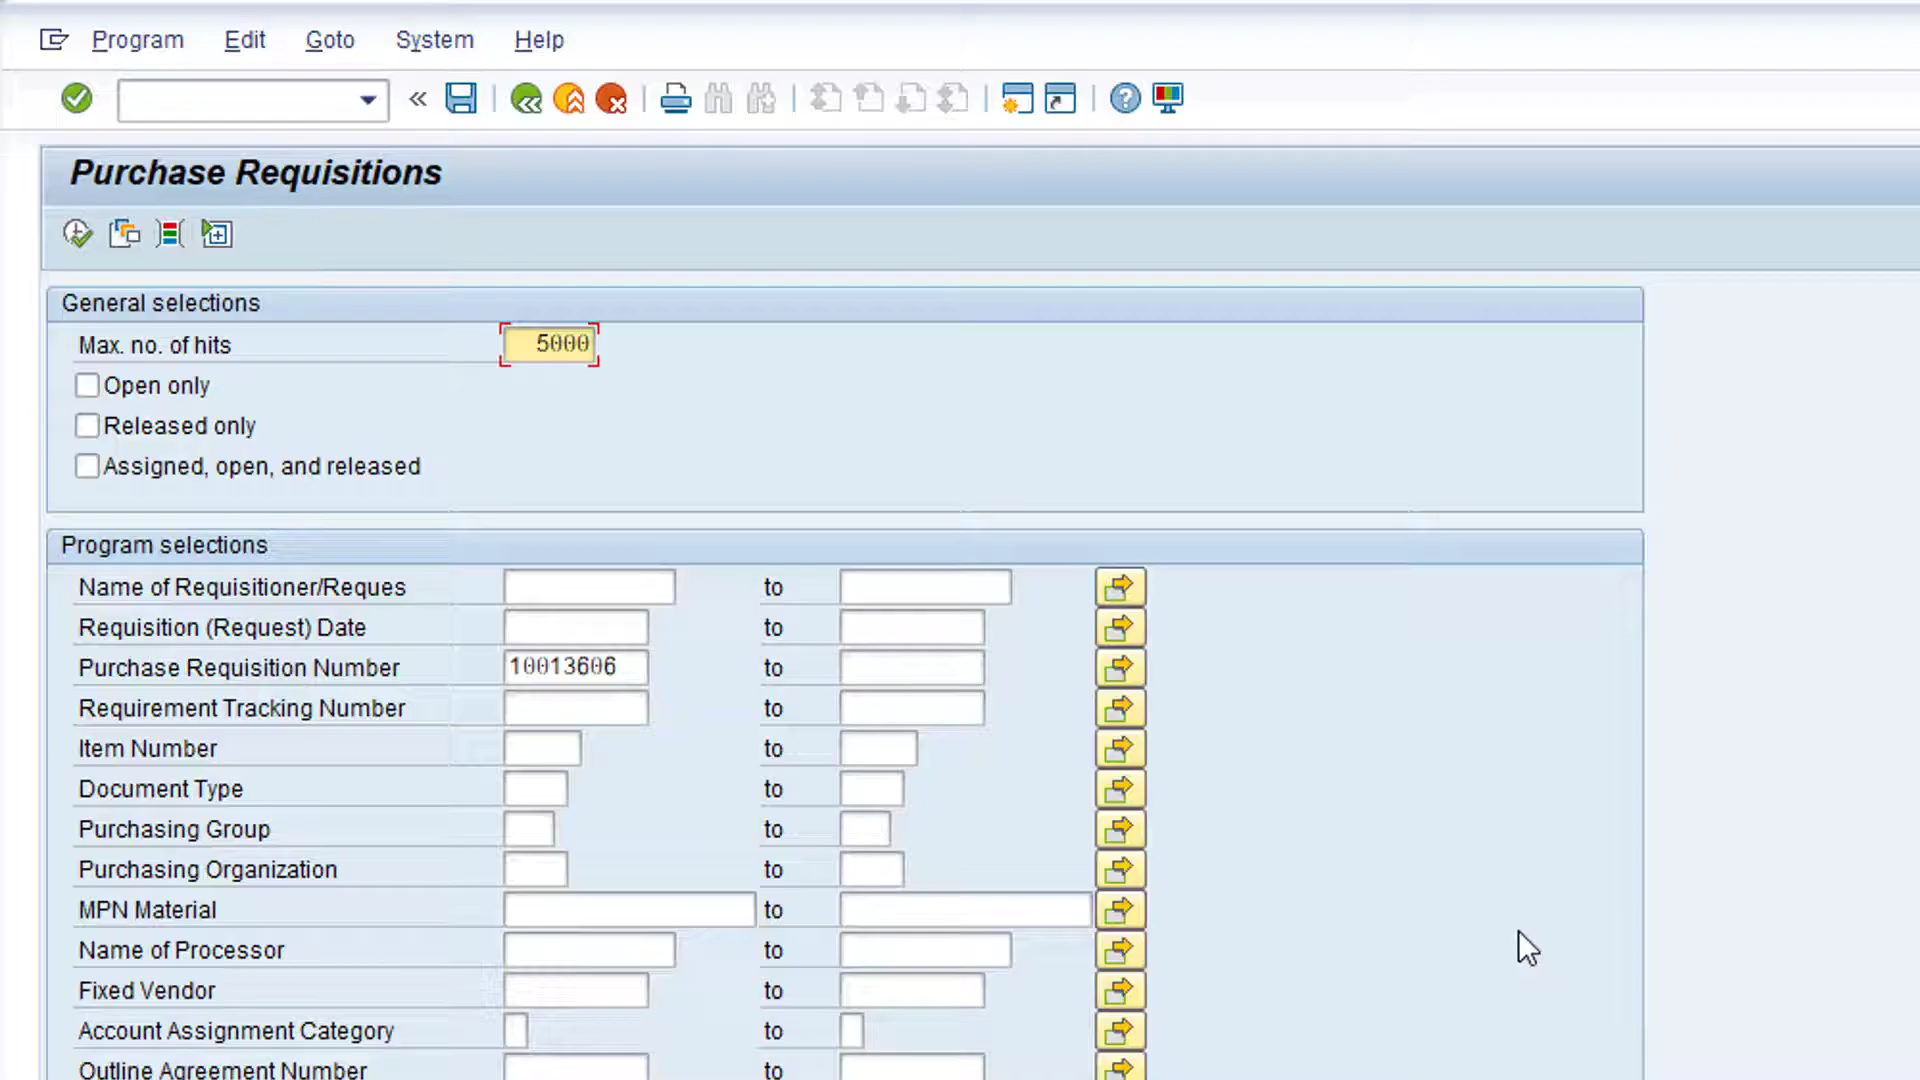 Program Edit Goto System Help
Purchase Requisitions
General selections
Max. no. of hits 5000
Open only
Released only
Assigned, open, and released
Program selections
Name of Requisitioner/Reques to
Requisition (Request) Date to
Purchase Requisition Number 10013606 to
Requirement Tracking Number to
Item Number to
Document Type to
Purchasing Group to
Purchasing Organization to
MPN Material to
Name of Processor to
Fixed Vendor to
Account Assignment Category to
Outline Agreement Number to